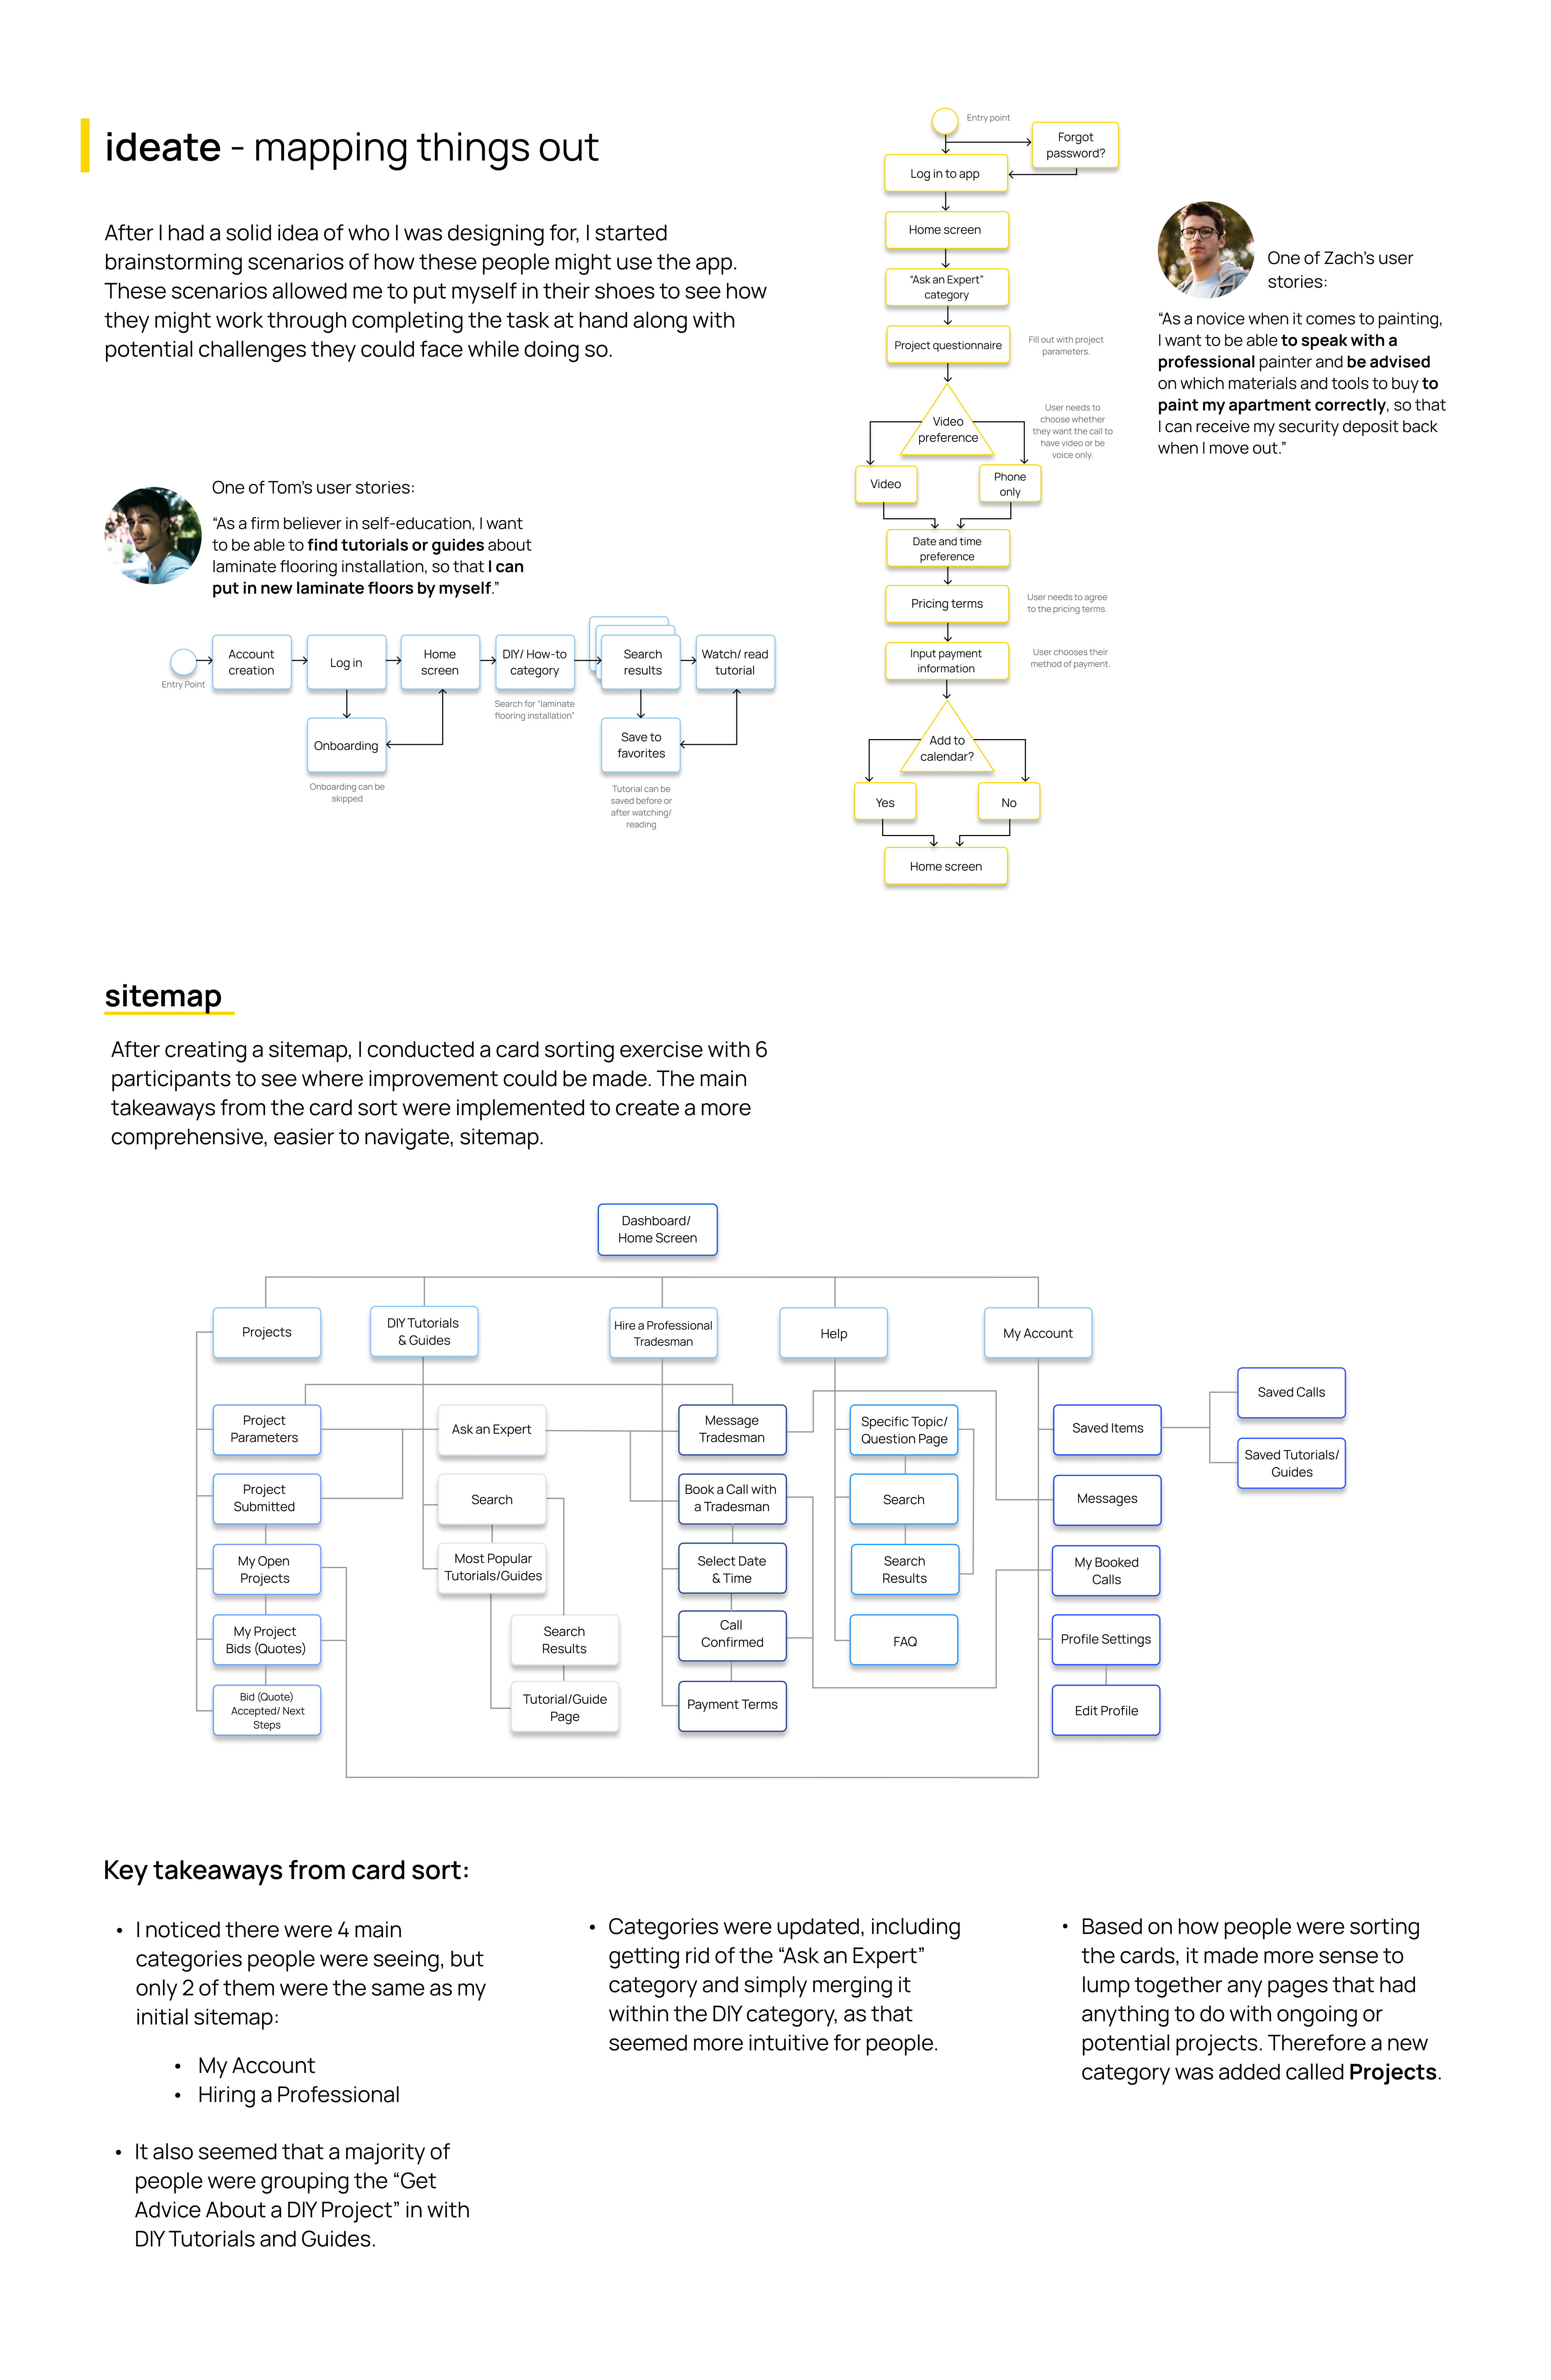 ideate - mapping things out
After I had a solid idea of who I was designing for, I started
brainstorming scenarios of how these people might use the app.
These scenarios allowed me to put myself in their shoes to see how
they might work through completing the task at hand along with
potential challenges they could face while doing so.
One of Tom's user stories:
“As a firm believer in self-education, I want
to be able to find tutorials or guides about
laminate flooring installation, so that I can
put in new laminate floors by myself.”
Entry Point
Account
creation
Log in
Home
screen
DIY/ How-to
category
Search
results
Watch/ read
tutorial
Search for “laminate
flooring installation”
Onboarding
Save to
favorites
Onboarding can be
skipped
Tutorial can be
saved before or
after watching/
reading
Entry point
Forgot
password?
Log in to app
Home screen
“Ask an Expert”
category
Project questionnaire
Fill out with project
parameters.
Video
preference
User needs to
choose whether
they want the call to
have video or be
voice only.
Video
Phone
only
Date and time
preference
Pricing terms
User needs to agree
to the pricing terms.
Input payment
information
User chooses their
method of payment.
Add to
calendar?
Yes
No
Home screen
One of Zach's user
stories:
“As a novice when it comes to painting,
I want to be able to speak with a
professional painter and be advised
on which materials and tools to buy to
paint my apartment correctly, so that
I can receive my security deposit back
when I move out.”
sitemap
After creating a sitemap, I conducted a card sorting exercise with 6
participants to see where improvement could be made. The main
takeaways from the card sort were implemented to create a more
comprehensive, easier to navigate, sitemap.
Dashboard/
Home Screen
Projects
DIY Tutorials
& Guides
Hire a Professional
Tradesman
Help
My Account
Project
Parameters
Project
Submitted
My Open
Projects
My Project
Bids (Quotes)
Bid (Quote)
Accepted/ Next
Steps
Ask an Expert
Search
Most Popular
Tutorials/Guides
Search
Results
Tutorial/Guide
Page
Message
Tradesman
Book a Call with
a Tradesman
Select Date
& Time
Call
Confirmed
Payment Terms
Specific Topic/
Question Page
Search
Search
Results
FAQ
Saved Items
Messages
My Booked
Calls
Profile Settings
Edit Profile
Saved Calls
Saved Tutorials/
Guides
Key takeaways from card sort:
• I noticed there were 4 main
categories people were seeing, but
only 2 of them were the same as my
initial sitemap:
• My Account
• Hiring a Professional
• It also seemed that a majority of
people were grouping the “Get
Advice About a DIY Project” in with
DIY Tutorials and Guides.
• Categories were updated, including
getting rid of the “Ask an Expert”
category and simply merging it
within the DIY category, as that
seemed more intuitive for people.
• Based on how people were sorting
the cards, it made more sense to
lump together any pages that had
anything to do with ongoing or
potential projects. Therefore a new
category was added called Projects.